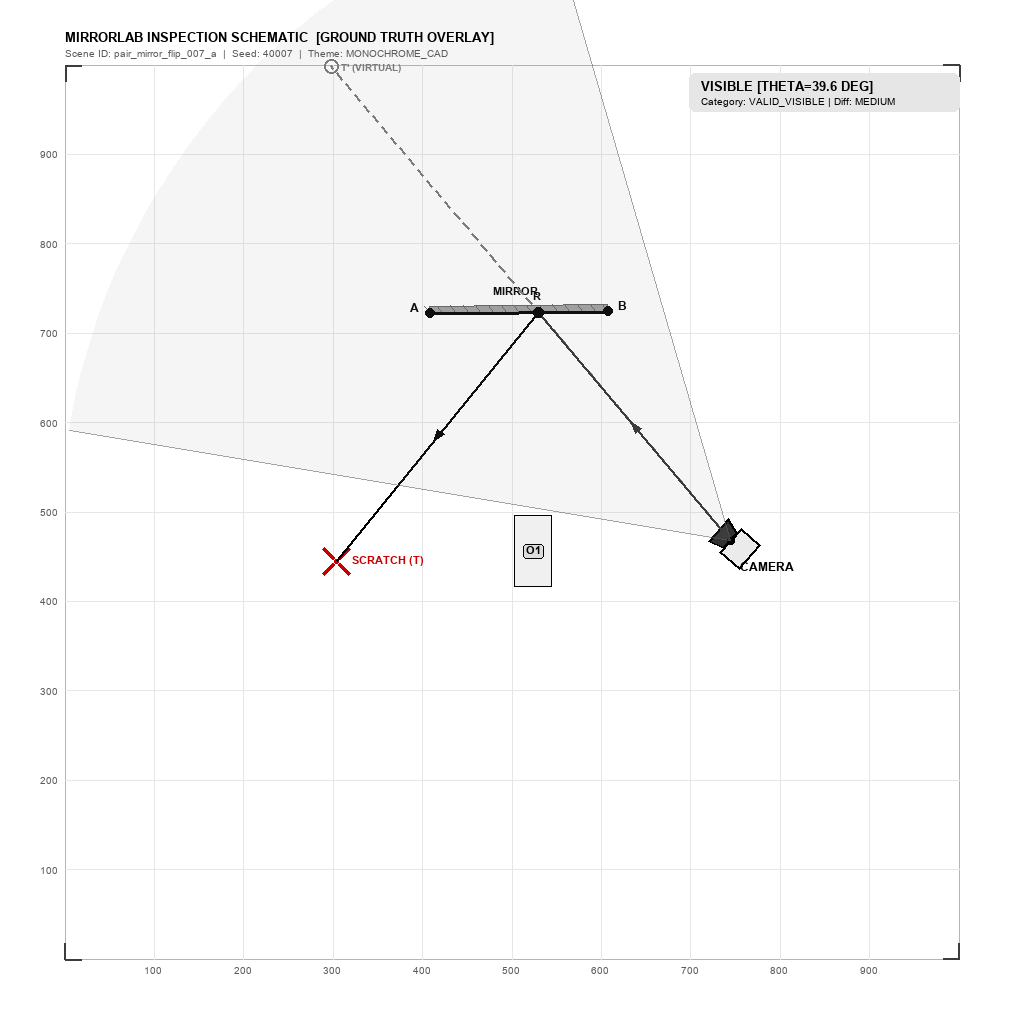 MIRRORLAB INSPECTION SCHEMATIC [GROUND TRUTH OVERLAY]
Scene ID: pair_mirror_flip_007_a | Seed: 40007 | Theme: MONOCHROME_CAD
T' (VIRTUAL)
VISIBLE [THETA=39.6 DEG]
Category: VALID_VISIBLE | Diff: MEDIUM
900
800
MIRROR
R
A
B
700
600
500
O1
SCRATCH (T)
CAMERA
400
300
200
100
100 200 300 400 500 600 700 800 900